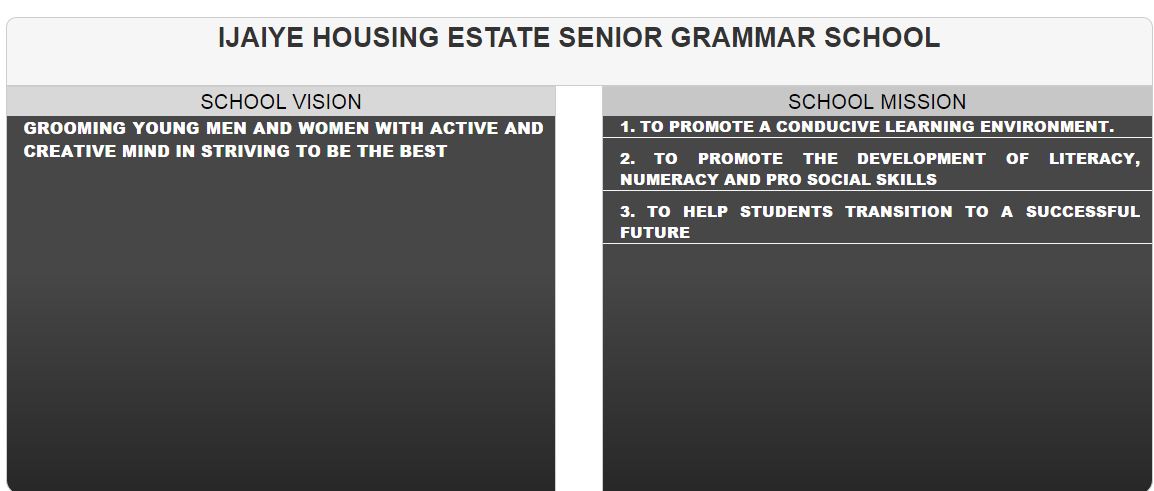 IJAIYE HOUSING ESTATE SENIOR GRAMMAR SCHOOL
SCHOOL VISION
GROOMING YOUNG MEN AND WOMEN WITH ACTIVE AND
CREATIVE MIND IN STRIVING TO BE THE BEST
SCHOOL MISSION
1. TO PROMOTE A CONDUCIVE LEARNING ENVIRONMENT.
2. TO PROMOTE THE DEVELOPMENT OF LITERACY,
NUMERACY AND PRO SOCIAL SKILLS
3. TO HELP STUDENTS TRANSITION TO A SUCCESSFUL
FUTURE